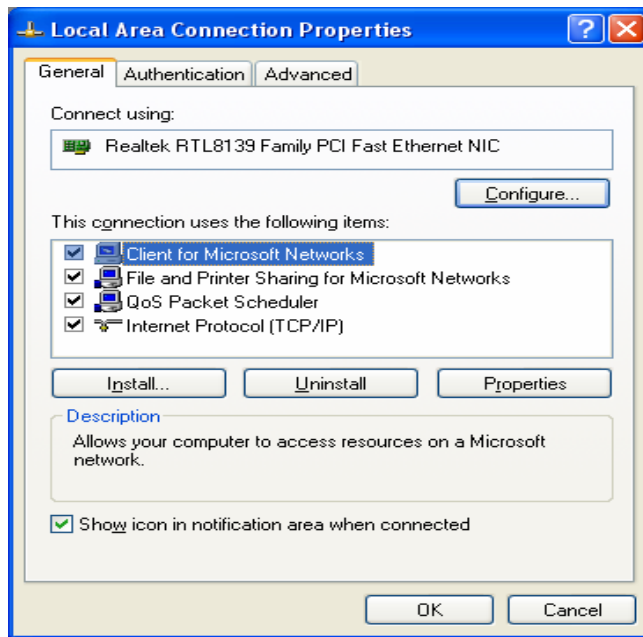 Local Area Connection Properties
?
X
General Authentication Advanced
Connect using:
Realtek RTL8139 Family PCI Fast Ethernet NIC
Configure...
This connection uses the following items:
Client for Microsoft Networks
File and Printer Sharing for Microsoft Networks
QoS Packet Scheduler
Internet Protocol (TCP/IP)
Install... Uninstall Properties
Description
Allows your computer to access resources on a Microsoft
network.
Show icon in notification area when connected
OK Cancel